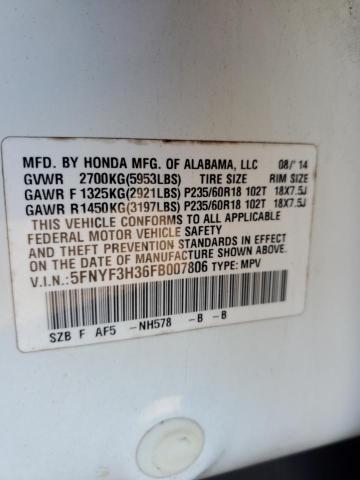 MFD. BY HONDA MFG. OF ALABAMA, LLC 08/'14
GVWR 2700KG(5953LBS) TIRE SIZE RIM SIZE
GAWR F 1325KG(2921LBS) P235/60R18 102T 18X7.5J
GAWR R1450KG(3197LBS) P235/60R18 102T 18X7.5J
THIS VEHICLE CONFORMS TO ALL APPLICABLE
FEDERAL MOTOR VEHICLE SAFETY
AND THEFT PREVENTION STANDARDS IN EFFECT
ON THE DATE OF MANUFACTURE SHOWN ABOVE.
V.I.N.:5FNYF3H36FB007806 TYPE: MPV
SZB F AF5 -NH578 -B -B